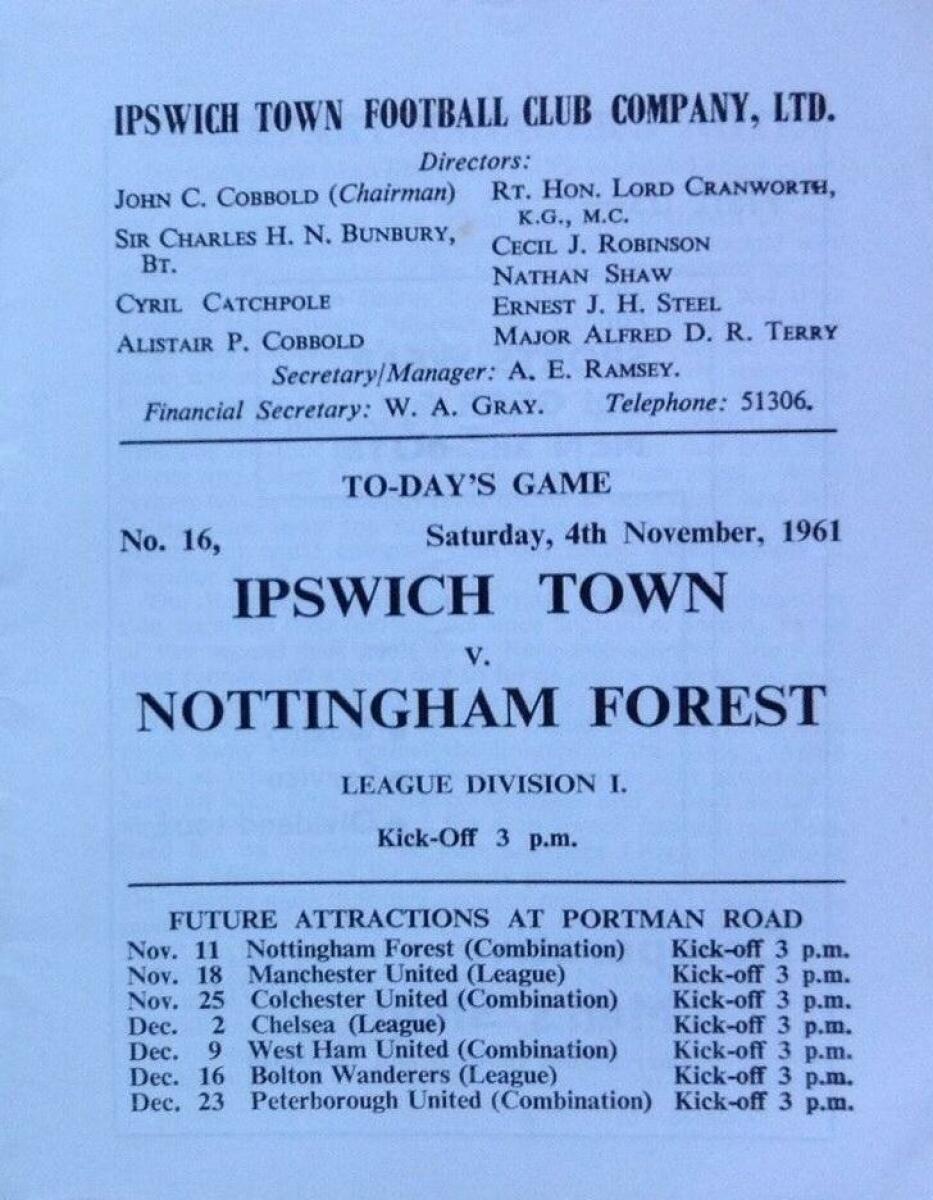 IPSWICH TOWN FOOTBALL CLUB COMPANY, LTD.
Directors:
JOHN C. COBBOLD (Chairman)
SIR CHARLES H. N. BUNBURY,
BT.
CYRIL CATCHPOLE
ALISTAIR P. COBBOLD
RT. HON. LORD CRANWORTH,
K.G., M.C.
CECIL J. ROBINSON
NATHAN SHAW
ERNEST J. H. STEEL
MAJOR ALFRED D. R. TERRY
Secretary/Manager: A. E. RAMSEY.
Financial Secretary: W. A. GRAY. Telephone: 51306.
TO-DAY'S GAME
No. 16, Saturday, 4th November, 1961
IPSWICH TOWN
v.
NOTTINGHAM FOREST
LEAGUE DIVISION I.
Kick-Off 3 p.m.
FUTURE ATTRACTIONS AT PORTMAN ROAD
Nov. 11 Nottingham Forest (Combination) Kick-off 3 p.m.
Nov. 18 Manchester United (League) Kick-off 3 p.m.
Nov. 25 Colchester United (Combination) Kick-off 3 p.m.
Dec. 2 Chelsea (League) Kick-off 3 p.m.
Dec. 9 West Ham United (Combination) Kick-off 3 p.m.
Dec. 16 Bolton Wanderers (League) Kick-off 3 p.m.
Dec. 23 Peterborough United (Combination) Kick-off 3 p.m.